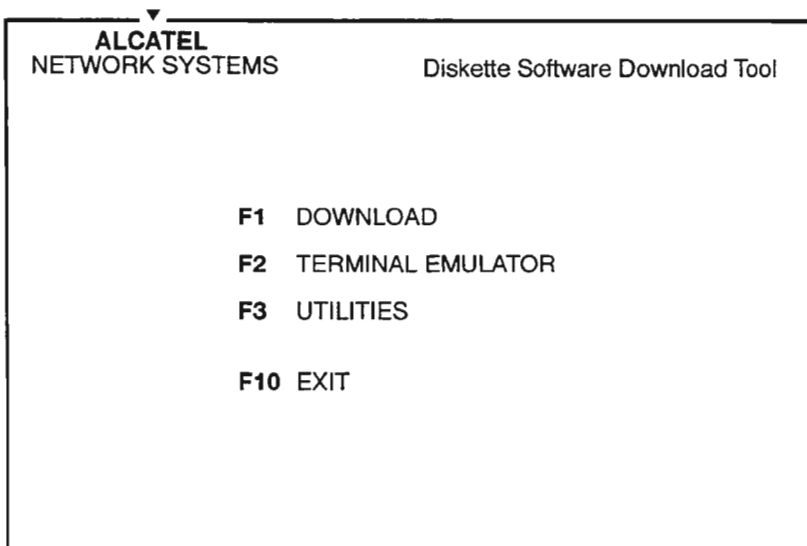 ALCATEL
NETWORK SYSTEMS
Diskette Software Download Tool
F1 DOWNLOAD
F2 TERMINAL EMULATOR
F3 UTILITIES
F10 EXIT